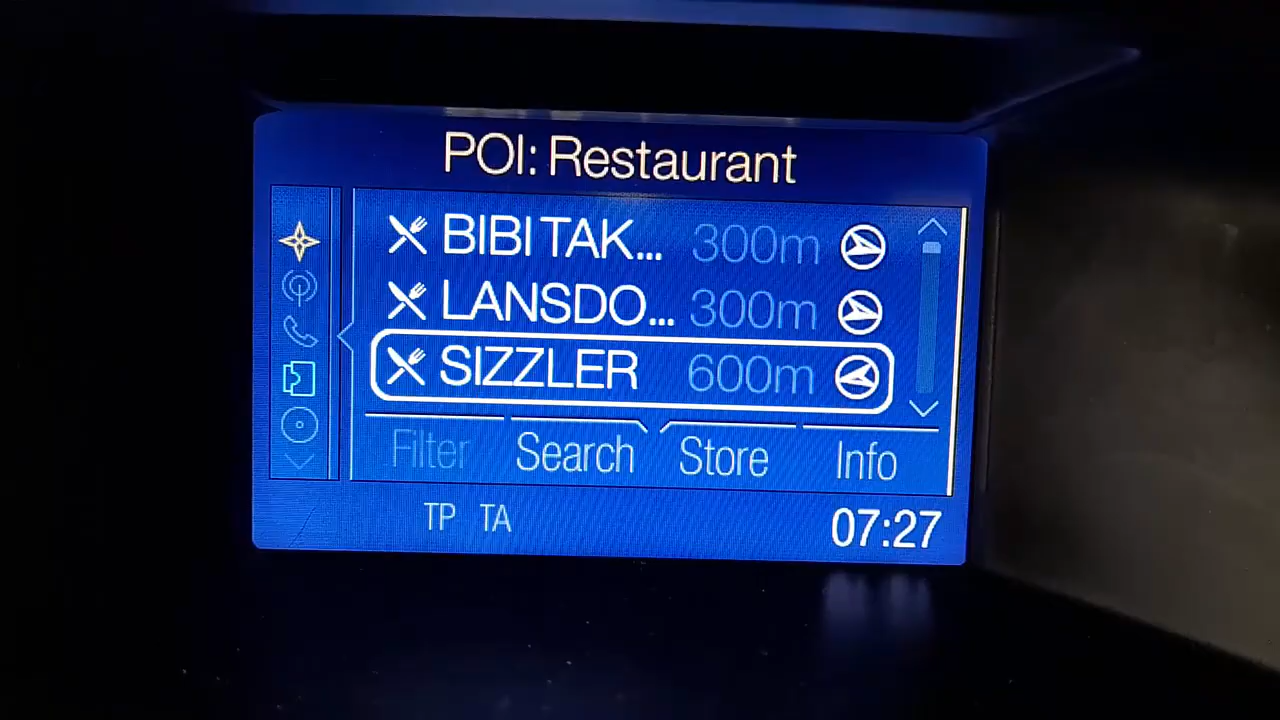 POI: Restaurant
BIBI TAK... 300m
LANSDO... 300m
SIZZLER 600m
Filter Search Store Info
TP TA 07:27